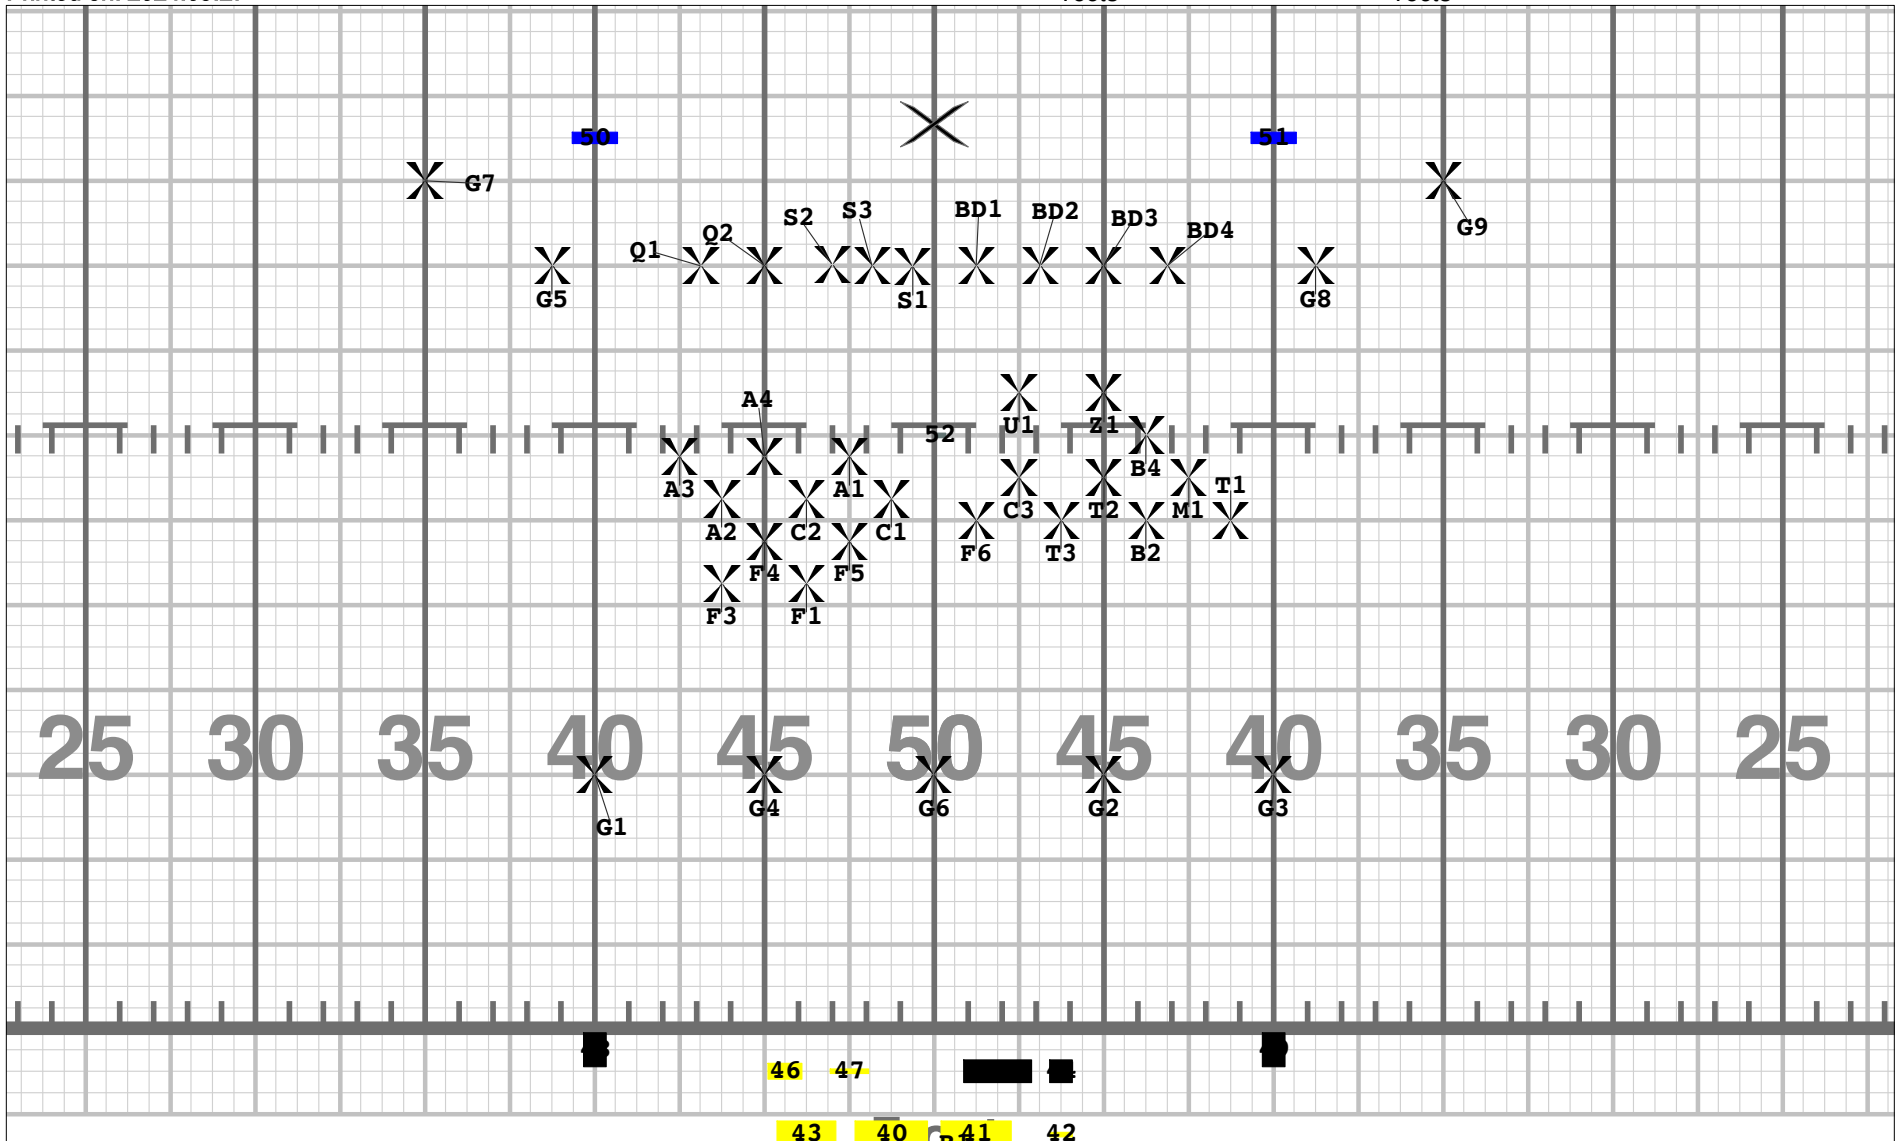 50 51
G7
G9
Q1 Q2 S2 S3 BD1 BD2 BD3 BD4
G5 S1 G8
A4
52 U1 Z1
A3 A1 B4 T1
A2 C2 C1 C3 T2 M1
F4 F5 F6 T3 B2
F3 F1
25 30 35 40 45 50 45 40 35 30 25
G4 G6 G2 G3
G1
46 47
43 40 41 42